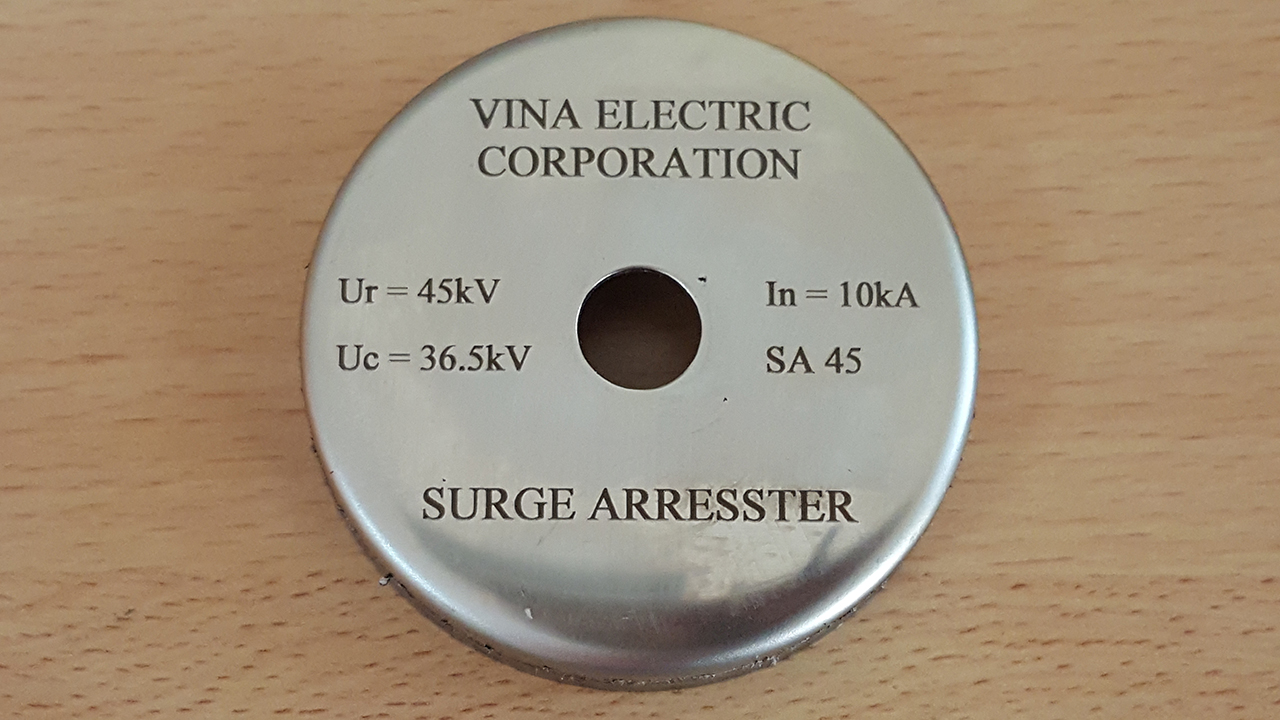 VINA ELECTRIC
CORPORATION
Ur = 45kV
In = 10kA
Uc = 36.5kV
SA 45
SURGE ARRESSTER